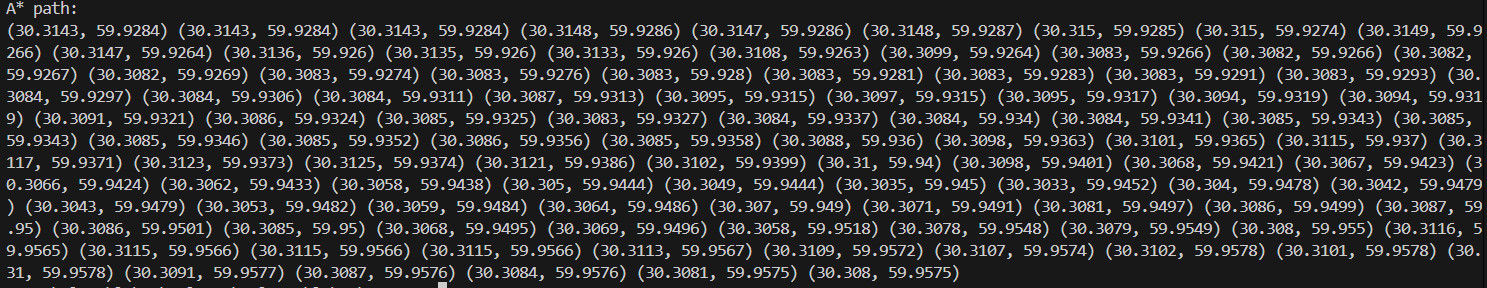 A* path:
(30.3143, 59.9284) (30.3143, 59.9284) (30.3143, 59.9284) (30.3148, 59.9286) (30.3147, 59.9286) (30.3148, 59.9287) (30.315, 59.9285) (30.315, 59.9274) (30.3149, 59.9
266) (30.3147, 59.9264) (30.3136, 59.926) (30.3135, 59.926) (30.3133, 59.926) (30.3108, 59.9263) (30.3099, 59.9264) (30.3083, 59.9266) (30.3082, 59.9266) (30.3082,
59.9267) (30.3082, 59.9269) (30.3083, 59.9274) (30.3083, 59.9276) (30.3083, 59.928) (30.3083, 59.9281) (30.3083, 59.9283) (30.3083, 59.9291) (30.3083, 59.9293) (30.
3084, 59.9297) (30.3084, 59.9306) (30.3084, 59.9311) (30.3087, 59.9313) (30.3095, 59.9315) (30.3097, 59.9315) (30.3095, 59.9317) (30.3094, 59.9319) (30.3094, 59.931
9) (30.3091, 59.9321) (30.3086, 59.9324) (30.3085, 59.9325) (30.3083, 59.9327) (30.3084, 59.9337) (30.3084, 59.934) (30.3084, 59.9341) (30.3085, 59.9343) (30.3085,
59.9343) (30.3085, 59.9346) (30.3085, 59.9352) (30.3086, 59.9356) (30.3085, 59.9358) (30.3088, 59.936) (30.3098, 59.9363) (30.3101, 59.9365) (30.3115, 59.937) (30.3
117, 59.9371) (30.3123, 59.9373) (30.3125, 59.9374) (30.3121, 59.9386) (30.3102, 59.9399) (30.31, 59.94) (30.3098, 59.9401) (30.3068, 59.9421) (30.3067, 59.9423) (3
0.3066, 59.9424) (30.3062, 59.9433) (30.3058, 59.9438) (30.305, 59.9444) (30.3049, 59.9444) (30.3035, 59.945) (30.3033, 59.9452) (30.304, 59.9478) (30.3042, 59.9479
) (30.3043, 59.9479) (30.3053, 59.9482) (30.3059, 59.9484) (30.3064, 59.9486) (30.307, 59.949) (30.3071, 59.9491) (30.3081, 59.9497) (30.3086, 59.9499) (30.3087, 59
.95) (30.3086, 59.9501) (30.3085, 59.95) (30.3068, 59.9495) (30.3069, 59.9496) (30.3058, 59.9518) (30.3078, 59.9548) (30.3079, 59.9549) (30.308, 59.955) (30.3116, 5
9.9565) (30.3115, 59.9566) (30.3115, 59.9566) (30.3115, 59.9566) (30.3113, 59.9567) (30.3109, 59.9572) (30.3107, 59.9574) (30.3102, 59.9578) (30.3101, 59.9578) (30.
31, 59.9578) (30.3091, 59.9577) (30.3087, 59.9576) (30.3084, 59.9576) (30.3081, 59.9575) (30.308, 59.9575)